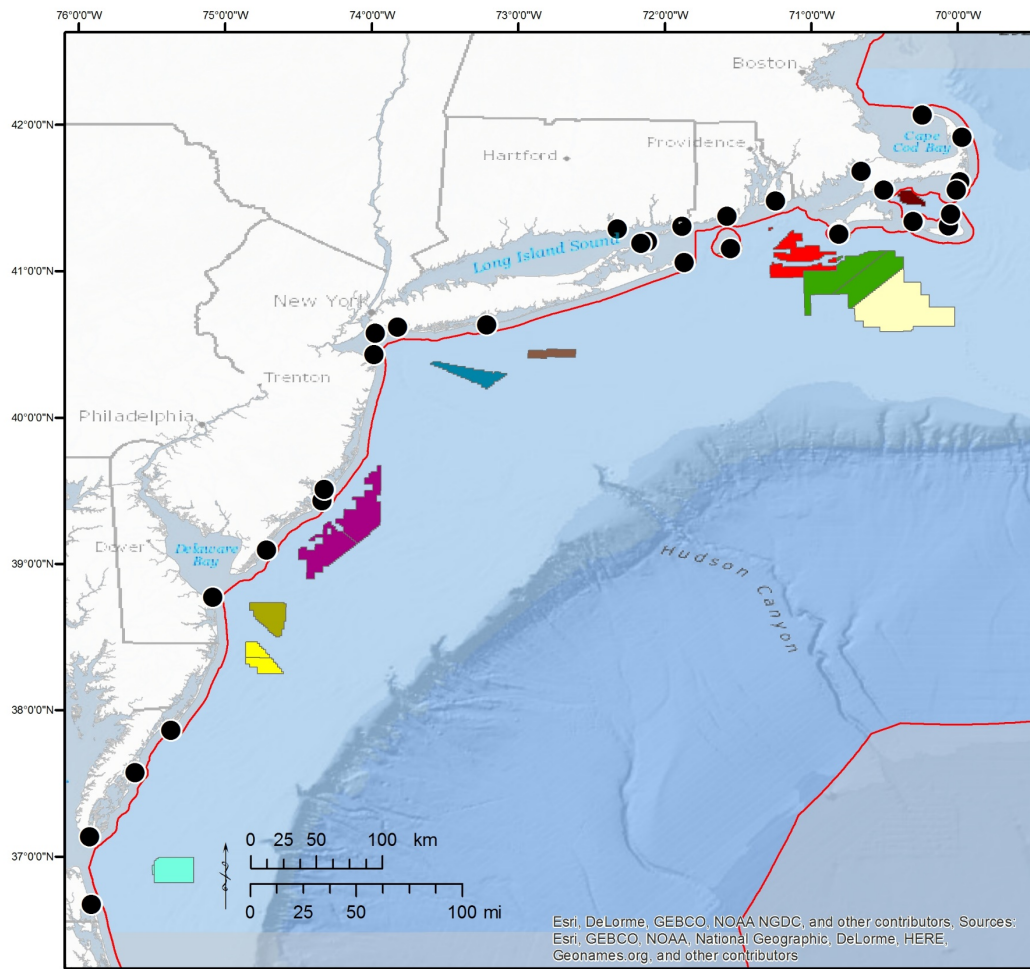 76°0'0"W 75°0'0"W 74°0'0"W 73°0'0"W 72°0'0"W 71°0'0"W 70°0'0"W
Boston
42°0'0"N
Cape
Cod Bay
Providence
Hartford
41°0'0"N
Long Island Sound
New York
Trenton
40°0'0"N
Philadelphia
Dover
Delaware
Bay
39°0'0"N
Hudson Canyon
38°0'0"N
37°0'0"N
0 25 50 100 km
0 25 50 100 mi
Esri, DeLorme, GEBCO, NOAA NGDC, and other contributors, Sources:
Esri, GEBCO, NOAA, National Geographic, DeLorme, HERE,
Geonames.org, and other contributors